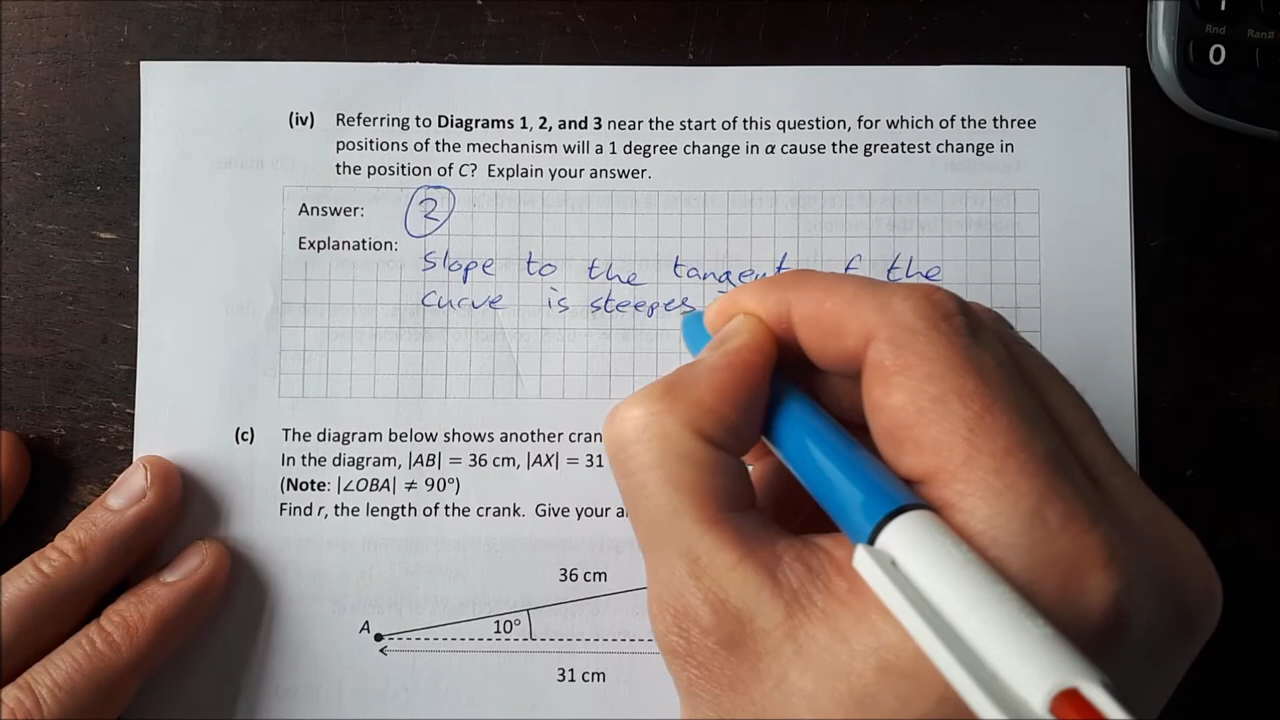 Rnd
Ran#
0
(iv) Referring to Diagrams 1, 2, and 3 near the start of this question, for which of the three
positions of the mechanism will a 1 degree change in α cause the greatest change in
the position of C? Explain your answer.
Answer: 2
Explanation:
slope to the tangent of the
curve is steepes
(c) The diagram below shows another cran
In the diagram, |AB| = 36 cm, |AX| = 31
(Note: |∠OBA| ≠ 90°)
Find r, the length of the crank. Give your a
36 cm
A
10°
31 cm